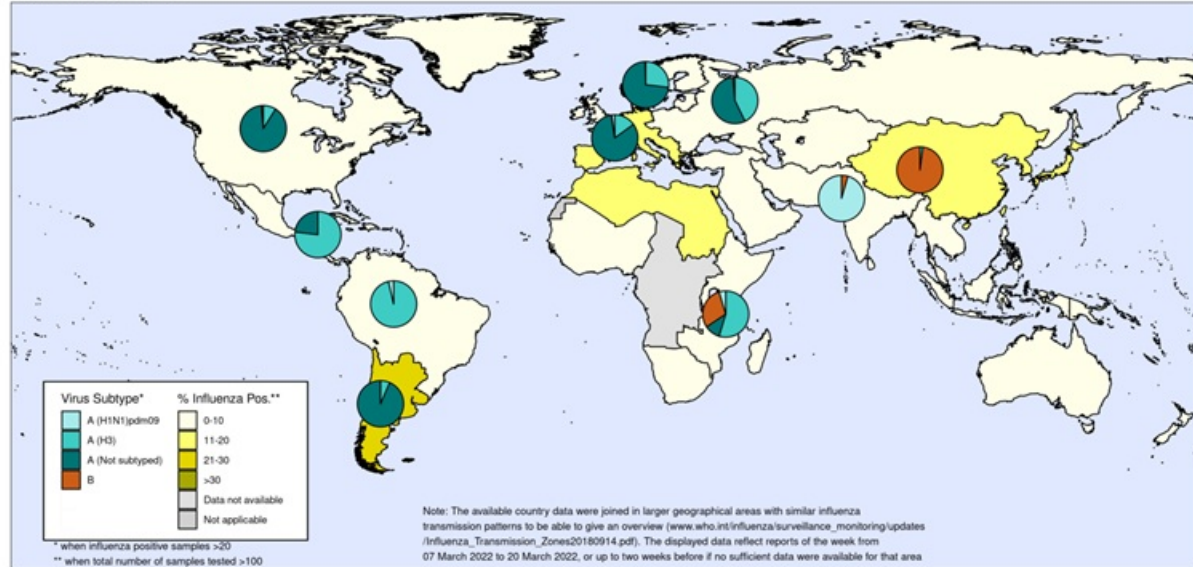 Virus Subtype*
A (H1N1)pdm09
A (H3)
A (Not subtyped)
B
% Influenza Pos.**
0-10
11-20
21-30
>30
Data not available
Not applicable
* when influenza positive samples >20
** when total number of samples tested >100
Note: The available country data were joined in larger geographical areas with similar influenza
transmission patterns to be able to give an overview (www.who.int/influenza/surveillance_monitoring/updates
/Influenza_Transmission_Zones20180914.pdf). The displayed data reflect reports of the week from
07 March 2022 to 20 March 2022, or up to two weeks before if no sufficient data were available for that area